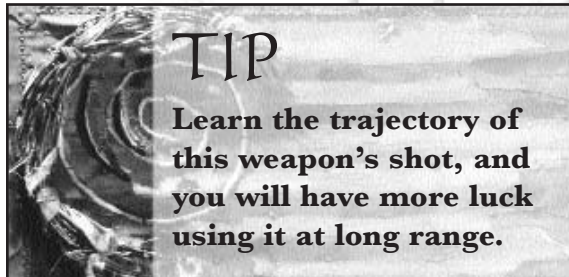 TIP
Learn the trajectory of
this weapon's shot, and
you will have more luck
using it at long range.